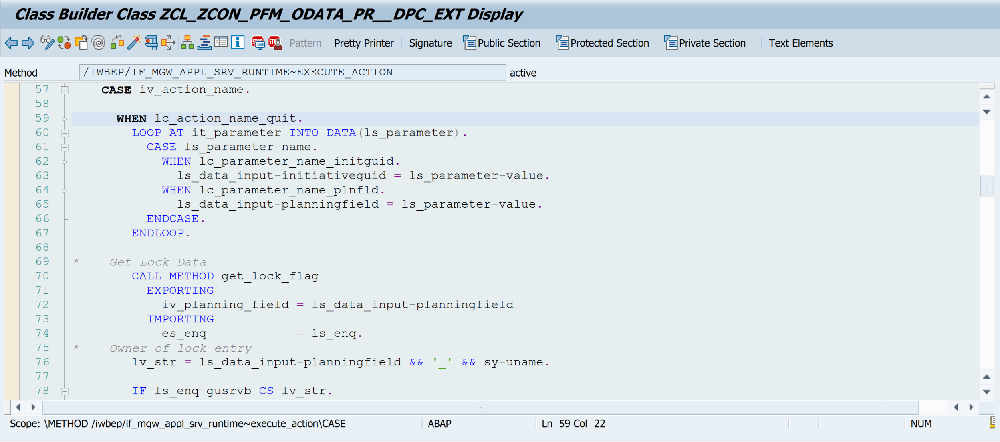 Class Builder Class ZCL_ZCON_PFM_ODATA_PR__DPC_EXT Display
Pattern Pretty Printer Signature Public Section Protected Section Private Section Text Elements
Method /IWBEP/IF_MGW_APPL_SRV_RUNTIME~EXECUTE_ACTION active
57 CASE iv_action_name.
58
59 WHEN lc_action_name_quit.
60 LOOP AT it_parameter INTO DATA(ls_parameter).
61 CASE ls_parameter-name.
62 WHEN lc_parameter_name_initguid.
63 ls_data_input-initiativeguid = ls_parameter-value.
64 WHEN lc_parameter_name_plnfld.
65 ls_data_input-planningfield = ls_parameter-value.
66 ENDCASE.
67 ENDLOOP.
68
69 * Get Lock Data
70 CALL METHOD get_lock_flag
71 EXPORTING
72 iv_planning_field = ls_data_input-planningfield
73 IMPORTING
74 es_enq = ls_enq.
75 * Owner of lock entry
76 lv_str = ls_data_input-planningfield && '_' && sy-uname.
77
78 IF ls_enq-gusrvb CS lv_str.
Scope: \METHOD /iwbep/if_mgw_appl_srv_runtime~execute_action\CASE ABAP Ln 59 Col 22 NUM